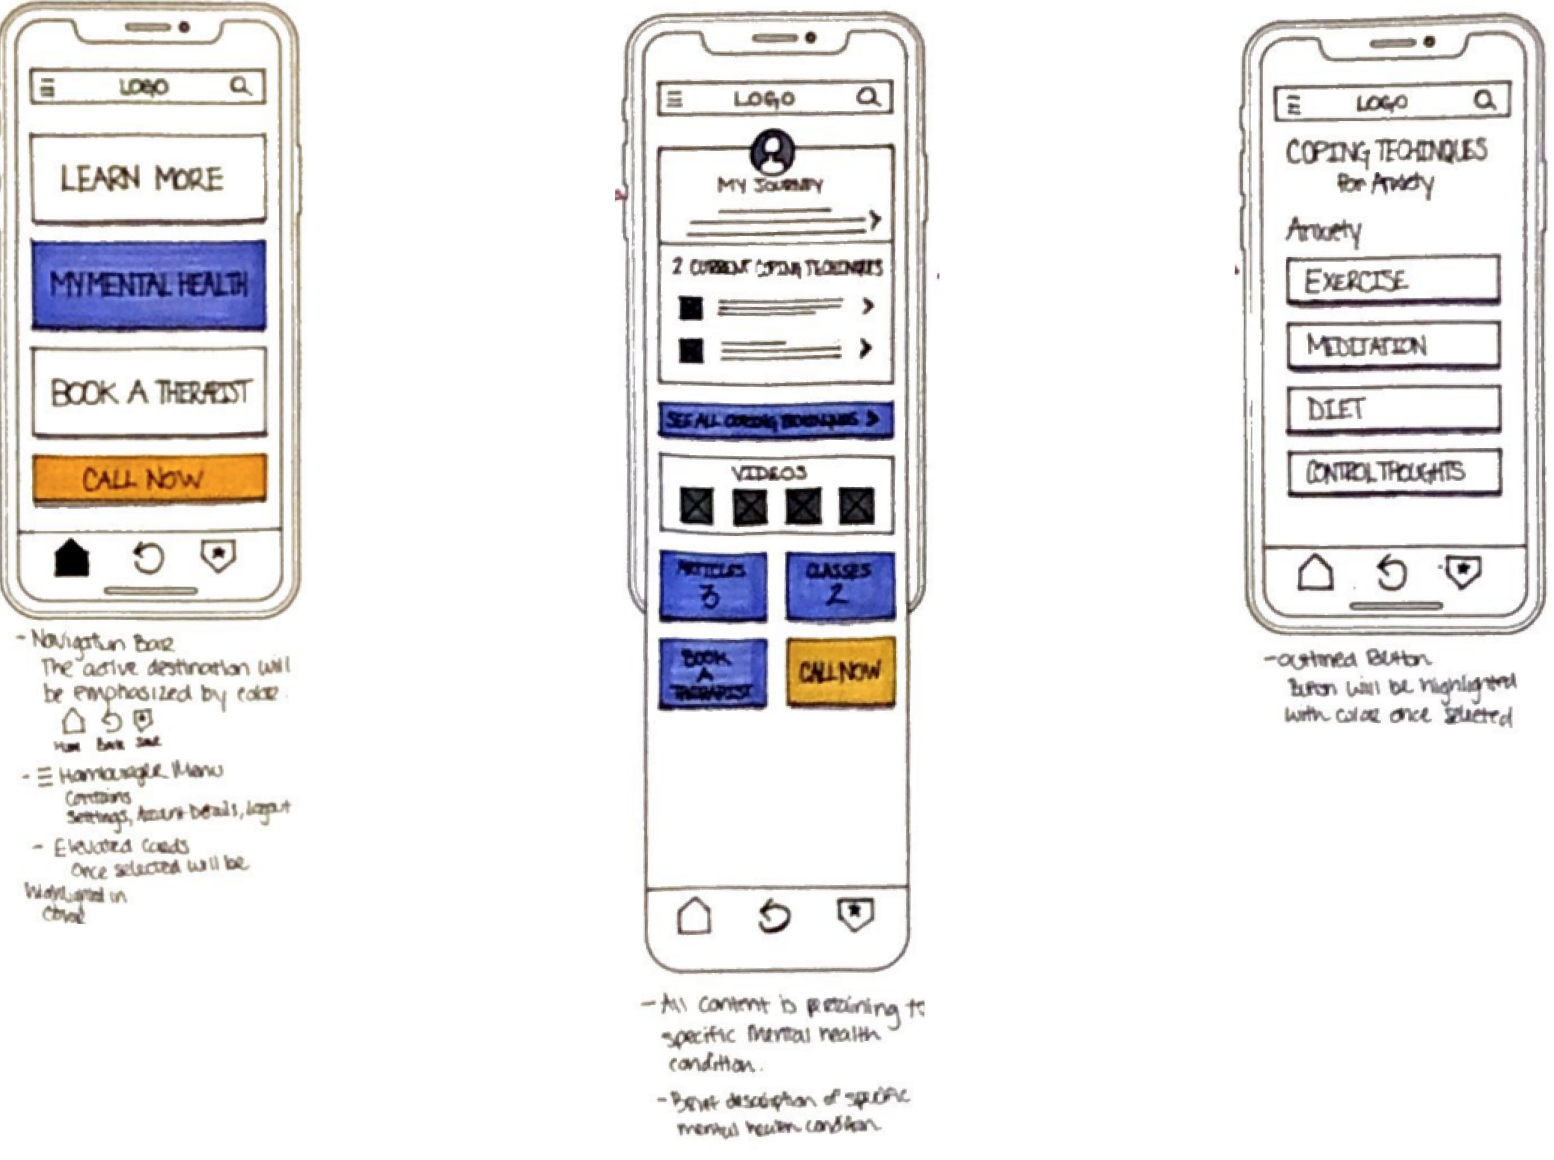 LOGO
LEARN MORE
MY MENTAL HEALTH
BOOK A THERAPIST
CALL NOW
- Navigation Bar
The active destination will
be emphasized by color.
Home Back Save
- Hamburger Menu
Contains
Settings, Account Details, Logout
- Elevated Cards
Once selected will be
Highlighted in
Color
LOGO
MY JOURNEY
2 CURRENT COPING TECHINQUES
SEE ALL COPING TECHINQUES >
VIDEOS
ARTICLES
3
CLASSES
2
BOOK
A
THERAPIST
CALL NOW
- All content is pertaining to
specific mental health
condition.
- Brief description of specific
mental health condition
LOGO
COPING TECHINQUES
For Anxiety
Anxiety
EXERCISE
MEDITATION
DIET
CONTROL THOUGHTS
- Outlined Button
Button will be highlighted
with color once selected